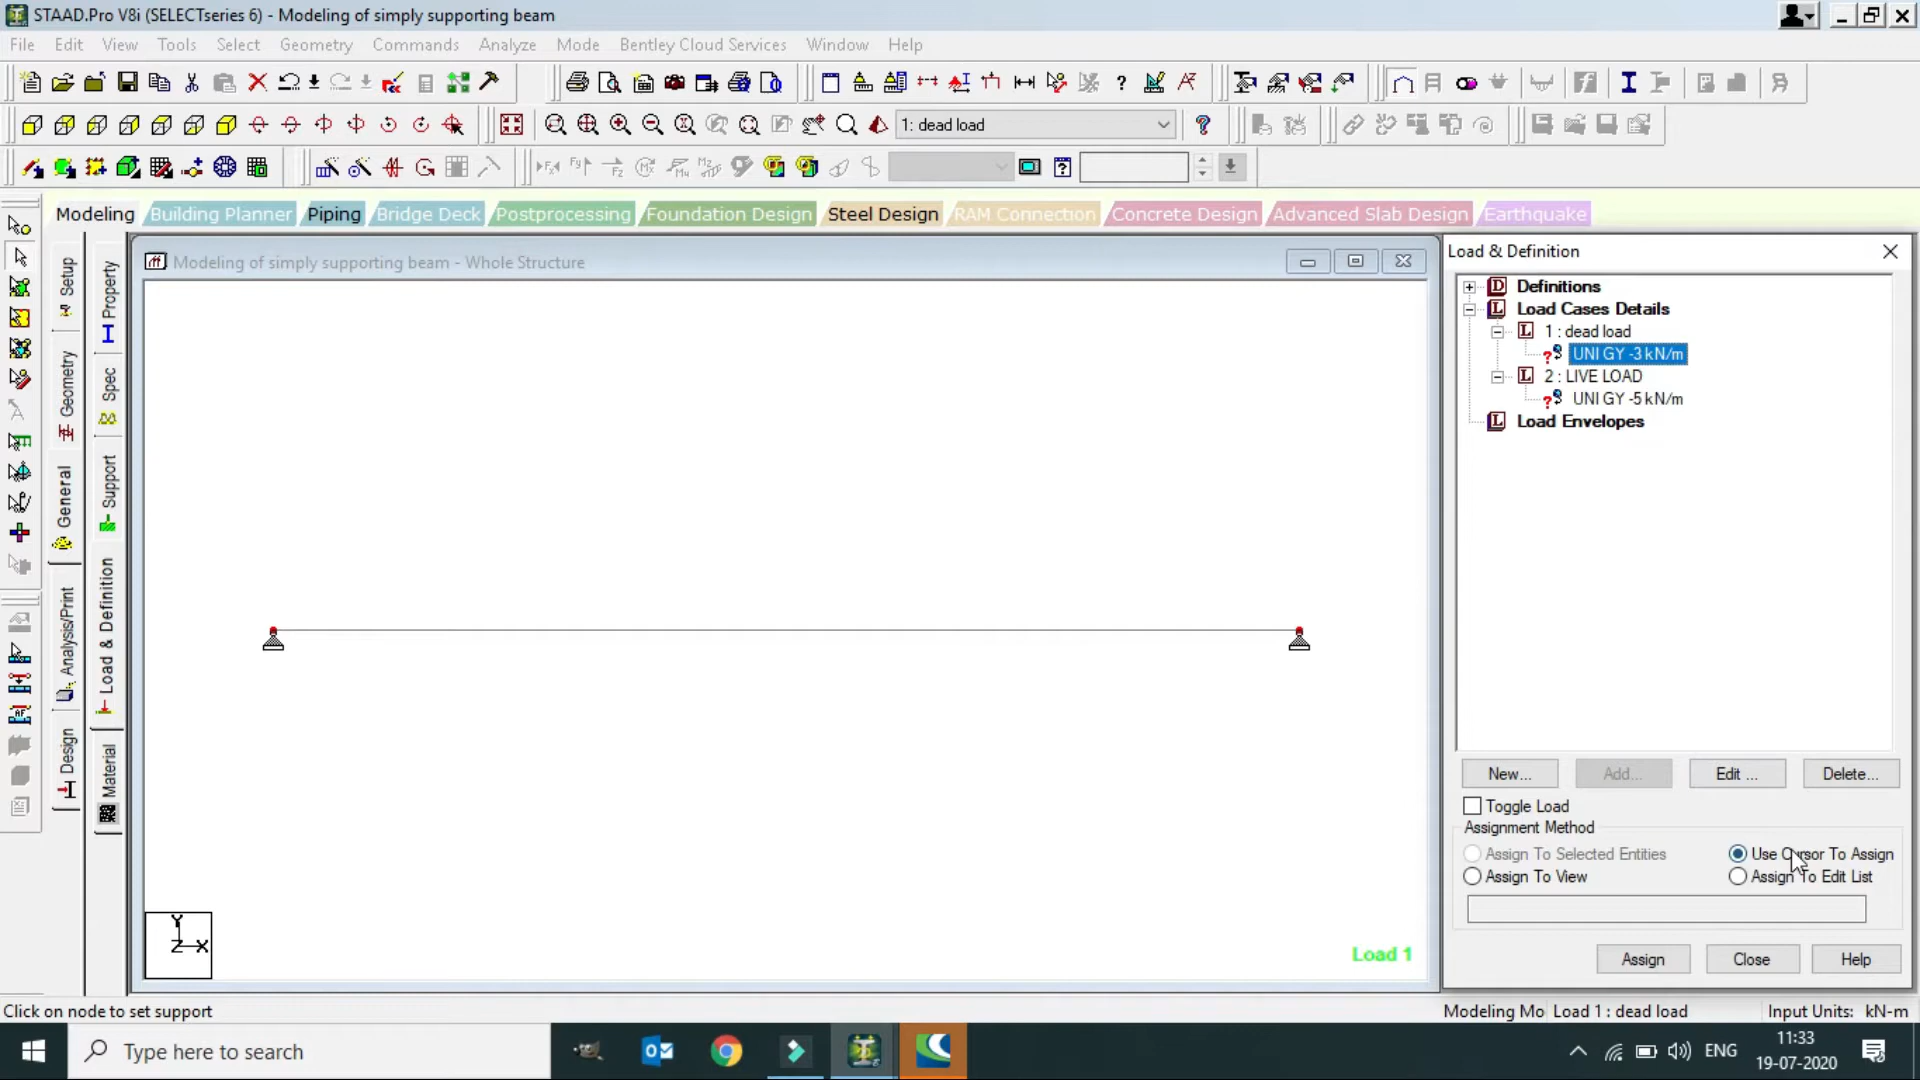 STAAD.Pro V8i (SELECTseries 6) - Modeling of simply supporting beam
File Edit View Tools Select Geometry Commands Analyze Mode Bentley Cloud Services Window Help
1: dead load
Modeling Building Planner Piping Bridge Deck Postprocessing Foundation Design Steel Design RAM Connection Concrete Design Advanced Slab Design Earthquake
Setup
Geometry
General
Analysis/Print
Design
Property
Spec
Support
Load & Definition
Material
Modeling of simply supporting beam - Whole Structure
Y
Z X
Load 1
Load & Definition
Definitions
Load Cases Details
1 : dead load
UNI GY -3 kN/m
2 : LIVE LOAD
UNI GY -5 kN/m
Load Envelopes
New... Add... Edit ... Delete...
Toggle Load
Assignment Method
Assign To Selected Entities Use Cursor To Assign
Assign To View Assign To Edit List
Assign Close Help
Click on node to set support Modeling Mo Load 1 : dead load Input Units: kN-m
Type here to search
ENG
11:33
19-07-2020